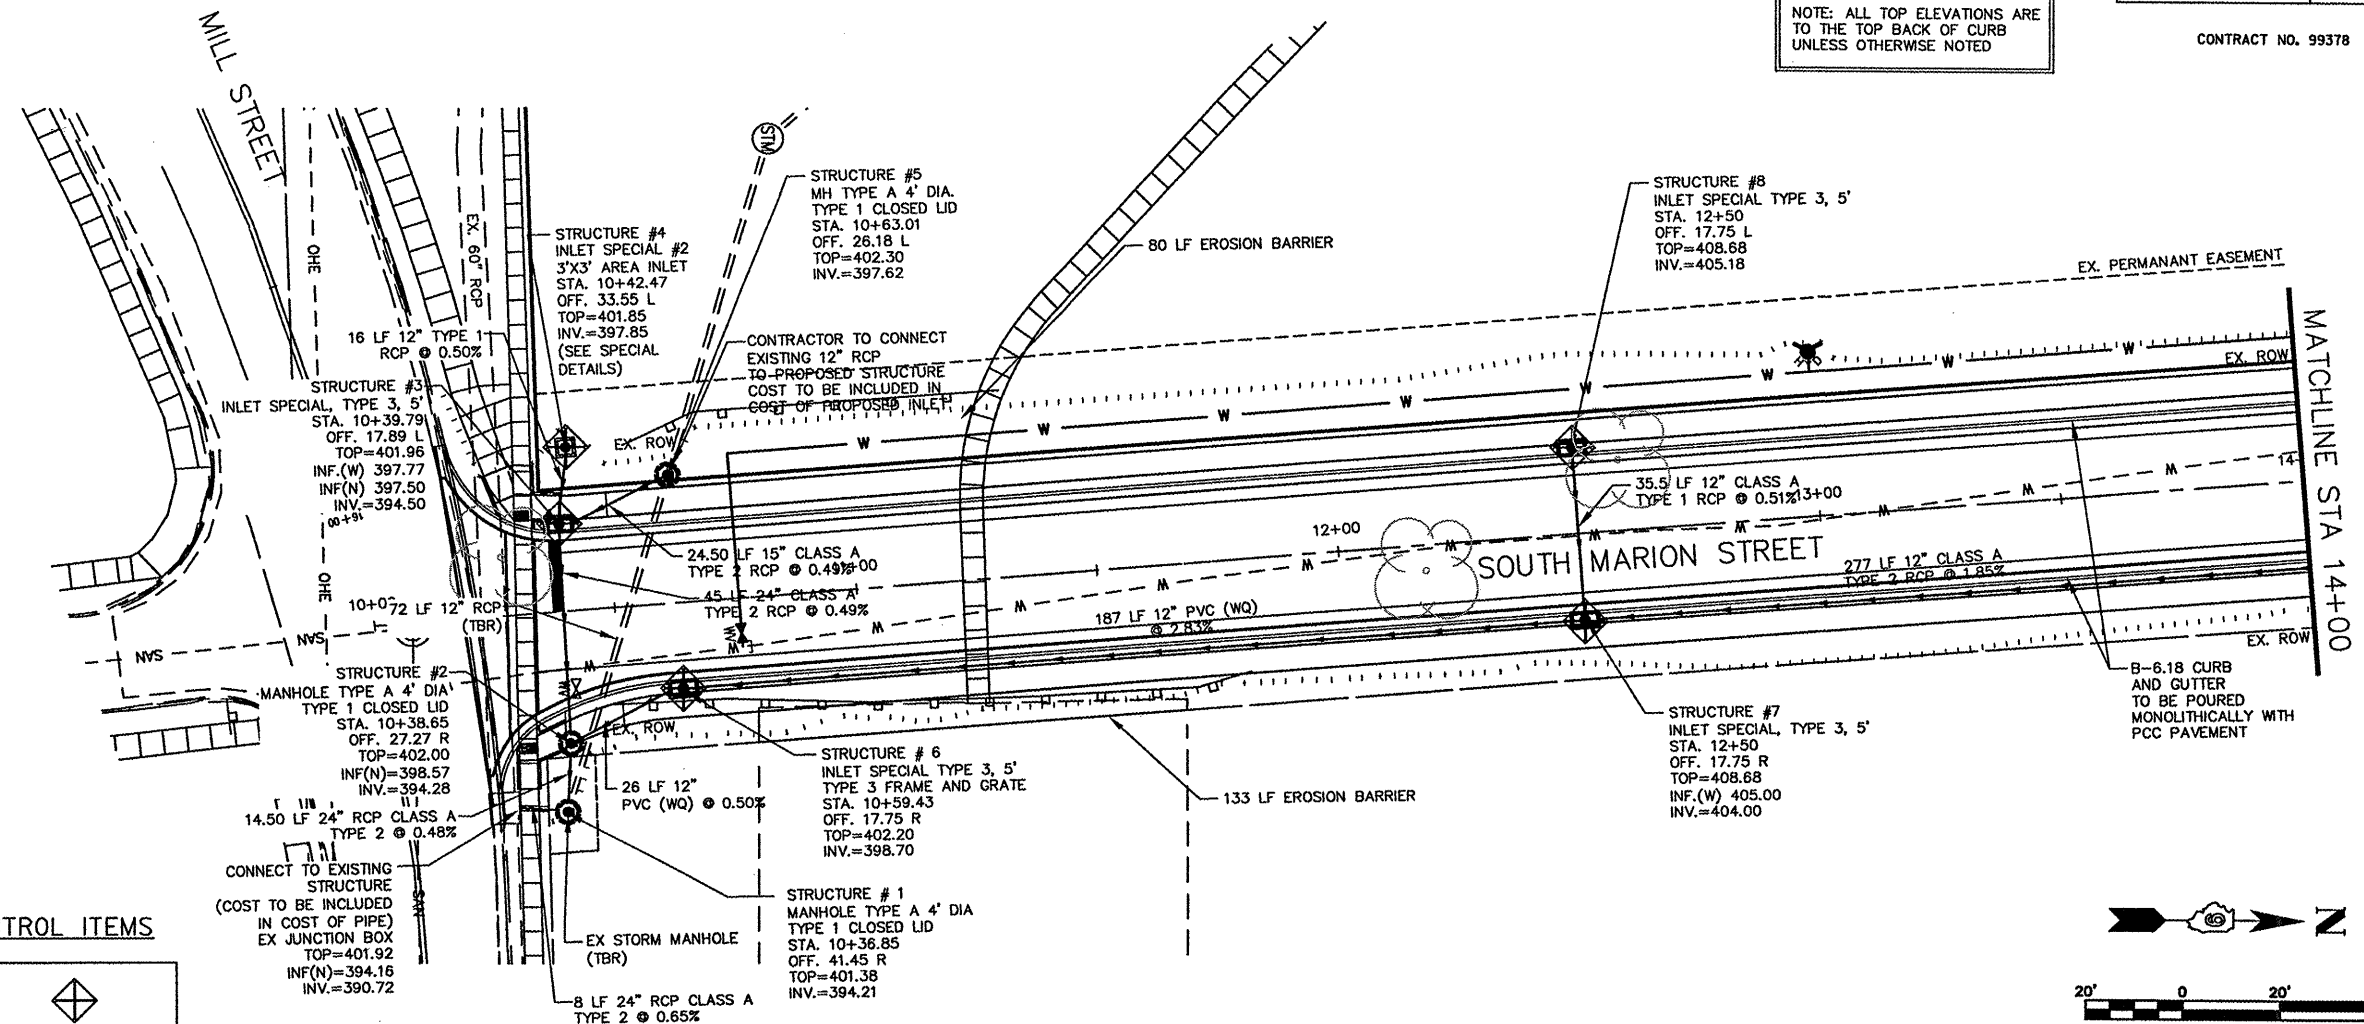 NOTE: ALL TOP ELEVATIONS ARE
TO THE TOP BACK OF CURB
UNLESS OTHERWISE NOTED
CONTRACT NO. 99378
MILL STREET
STM
STRUCTURE #5
MH TYPE A 4' DIA.
TYPE 1 CLOSED LID
STA. 10+63.01
OFF. 26.18 L
TOP=402.30
INV.=397.62
STRUCTURE #8
INLET SPECIAL TYPE 3, 5'
STA. 12+50
OFF. 17.75 L
TOP=408.68
INV.=405.18
OHE
EX. 60" RCP
STRUCTURE #4
INLET SPECIAL #2
3'X3' AREA INLET
STA. 10+42.47
OFF. 33.55 L
TOP=401.85
INV.=397.85
(SEE SPECIAL
DETAILS)
80 LF EROSION BARRIER
EX. PERMANANT EASEMENT
16 LF 12" TYPE 1
RCP @ 0.50%
CONTRACTOR TO CONNECT
EXISTING 12" RCP
TO PROPOSED STRUCTURE
COST TO BE INCLUDED IN
COST OF PROPOSED INLET
MATCHLINE STA 14+00
EX. ROW
STRUCTURE #3
INLET SPECIAL, TYPE 3, 5'
STA. 10+39.79
OFF. 17.89 L
TOP=401.96
INF.(W) 397.77
INF(N) 397.50
INV.=394.50
16+00
EX. ROW
W W W W W W W
35.5 LF 12" CLASS A
TYPE 1 RCP @ 0.51%
13+00
14
12+00
SOUTH MARION STREET
24.50 LF 15" CLASS A
TYPE 2 RCP @ 0.49%
+00
45 LF 24" CLASS A
TYPE 2 RCP @ 0.49%
277 LF 12" CLASS A
TYPE 2 RCP @ 1.85%
187 LF 12" PVC (WQ)
@ 2.83%
OHE
10+0
72 LF 12" RCP
(TBR)
SAN
SAN
WV
W W W W W W W W W W
EX. ROW
STRUCTURE #2
MANHOLE TYPE A 4' DIA
TYPE 1 CLOSED LID
STA. 10+38.65
OFF. 27.27 R
TOP=402.00
INF(N)=398.57
INV.=394.28
WV
EX. ROW
B-6.18 CURB
AND GUTTER
TO BE POURED
MONOLITHICALLY WITH
PCC PAVEMENT
STRUCTURE #7
INLET SPECIAL, TYPE 3, 5'
STA. 12+50
OFF. 17.75 R
TOP=408.68
INF.(W) 405.00
INV.=404.00
STRUCTURE # 6
INLET SPECIAL TYPE 3, 5'
TYPE 3 FRAME AND GRATE
STA. 10+59.43
OFF. 17.75 R
TOP=402.20
INV.=398.70
26 LF 12"
PVC (WQ) @ 0.50%
133 LF EROSION BARRIER
14.50 LF 24" RCP CLASS A
TYPE 2 @ 0.48%
CONNECT TO EXISTING
STRUCTURE
(COST TO BE INCLUDED
IN COST OF PIPE)
EX JUNCTION BOX
TOP=401.92
INF(N)=394.16
INV.=390.72
SAN
STRUCTURE # 1
MANHOLE TYPE A 4' DIA
TYPE 1 CLOSED LID
STA. 10+36.85
OFF. 41.45 R
TOP=401.38
INV.=394.21
EX STORM MANHOLE
(TBR)
8 LF 24" RCP CLASS A
TYPE 2 @ 0.65%
TROL ITEMS
N
20' 0 20'